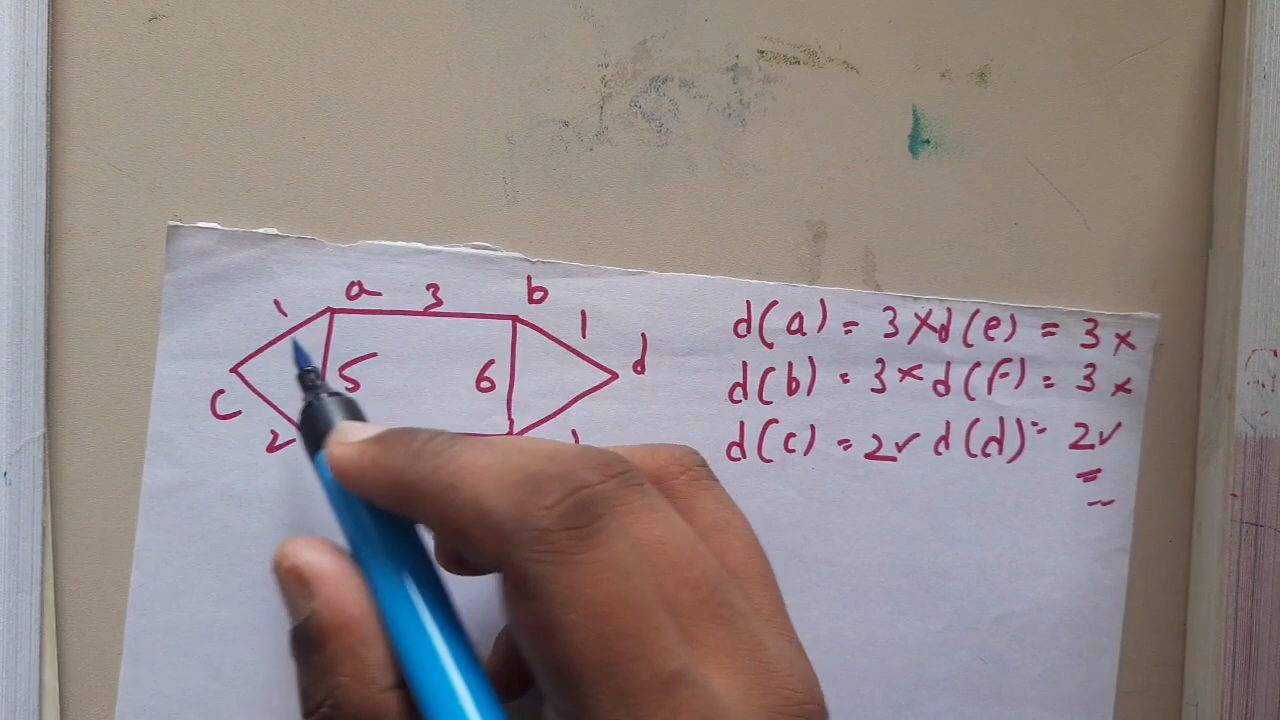 a 3 b
1 1
5 6 d
C
2
d(a) = 3 x d(e) = 3 x
d(b) = 3 x d(f) = 3 x
d(c) = 2 ✓ d(d) = 2 ✓